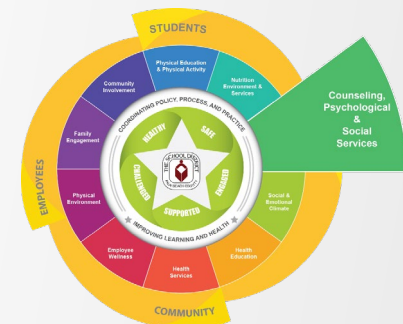 STUDENTS
Physical Education
& Physical Activity
Nutrition
Environment &
Services
Counseling,
Psychological
&
Social
Services
Social &
Emotional
Climate
Health
Education
Health
Services
Employee
Wellness
Physical
Environment
Family
Engagement
Community
Involvement
EMPLOYEES
COMMUNITY
COORDINATING POLICY, PROCESS, AND PRACTICE
IMPROVING LEARNING AND HEALTH
HEALTHY
SAFE
ENGAGED
SUPPORTED
CHALLENGED
THE SCHOOL DISTRICT